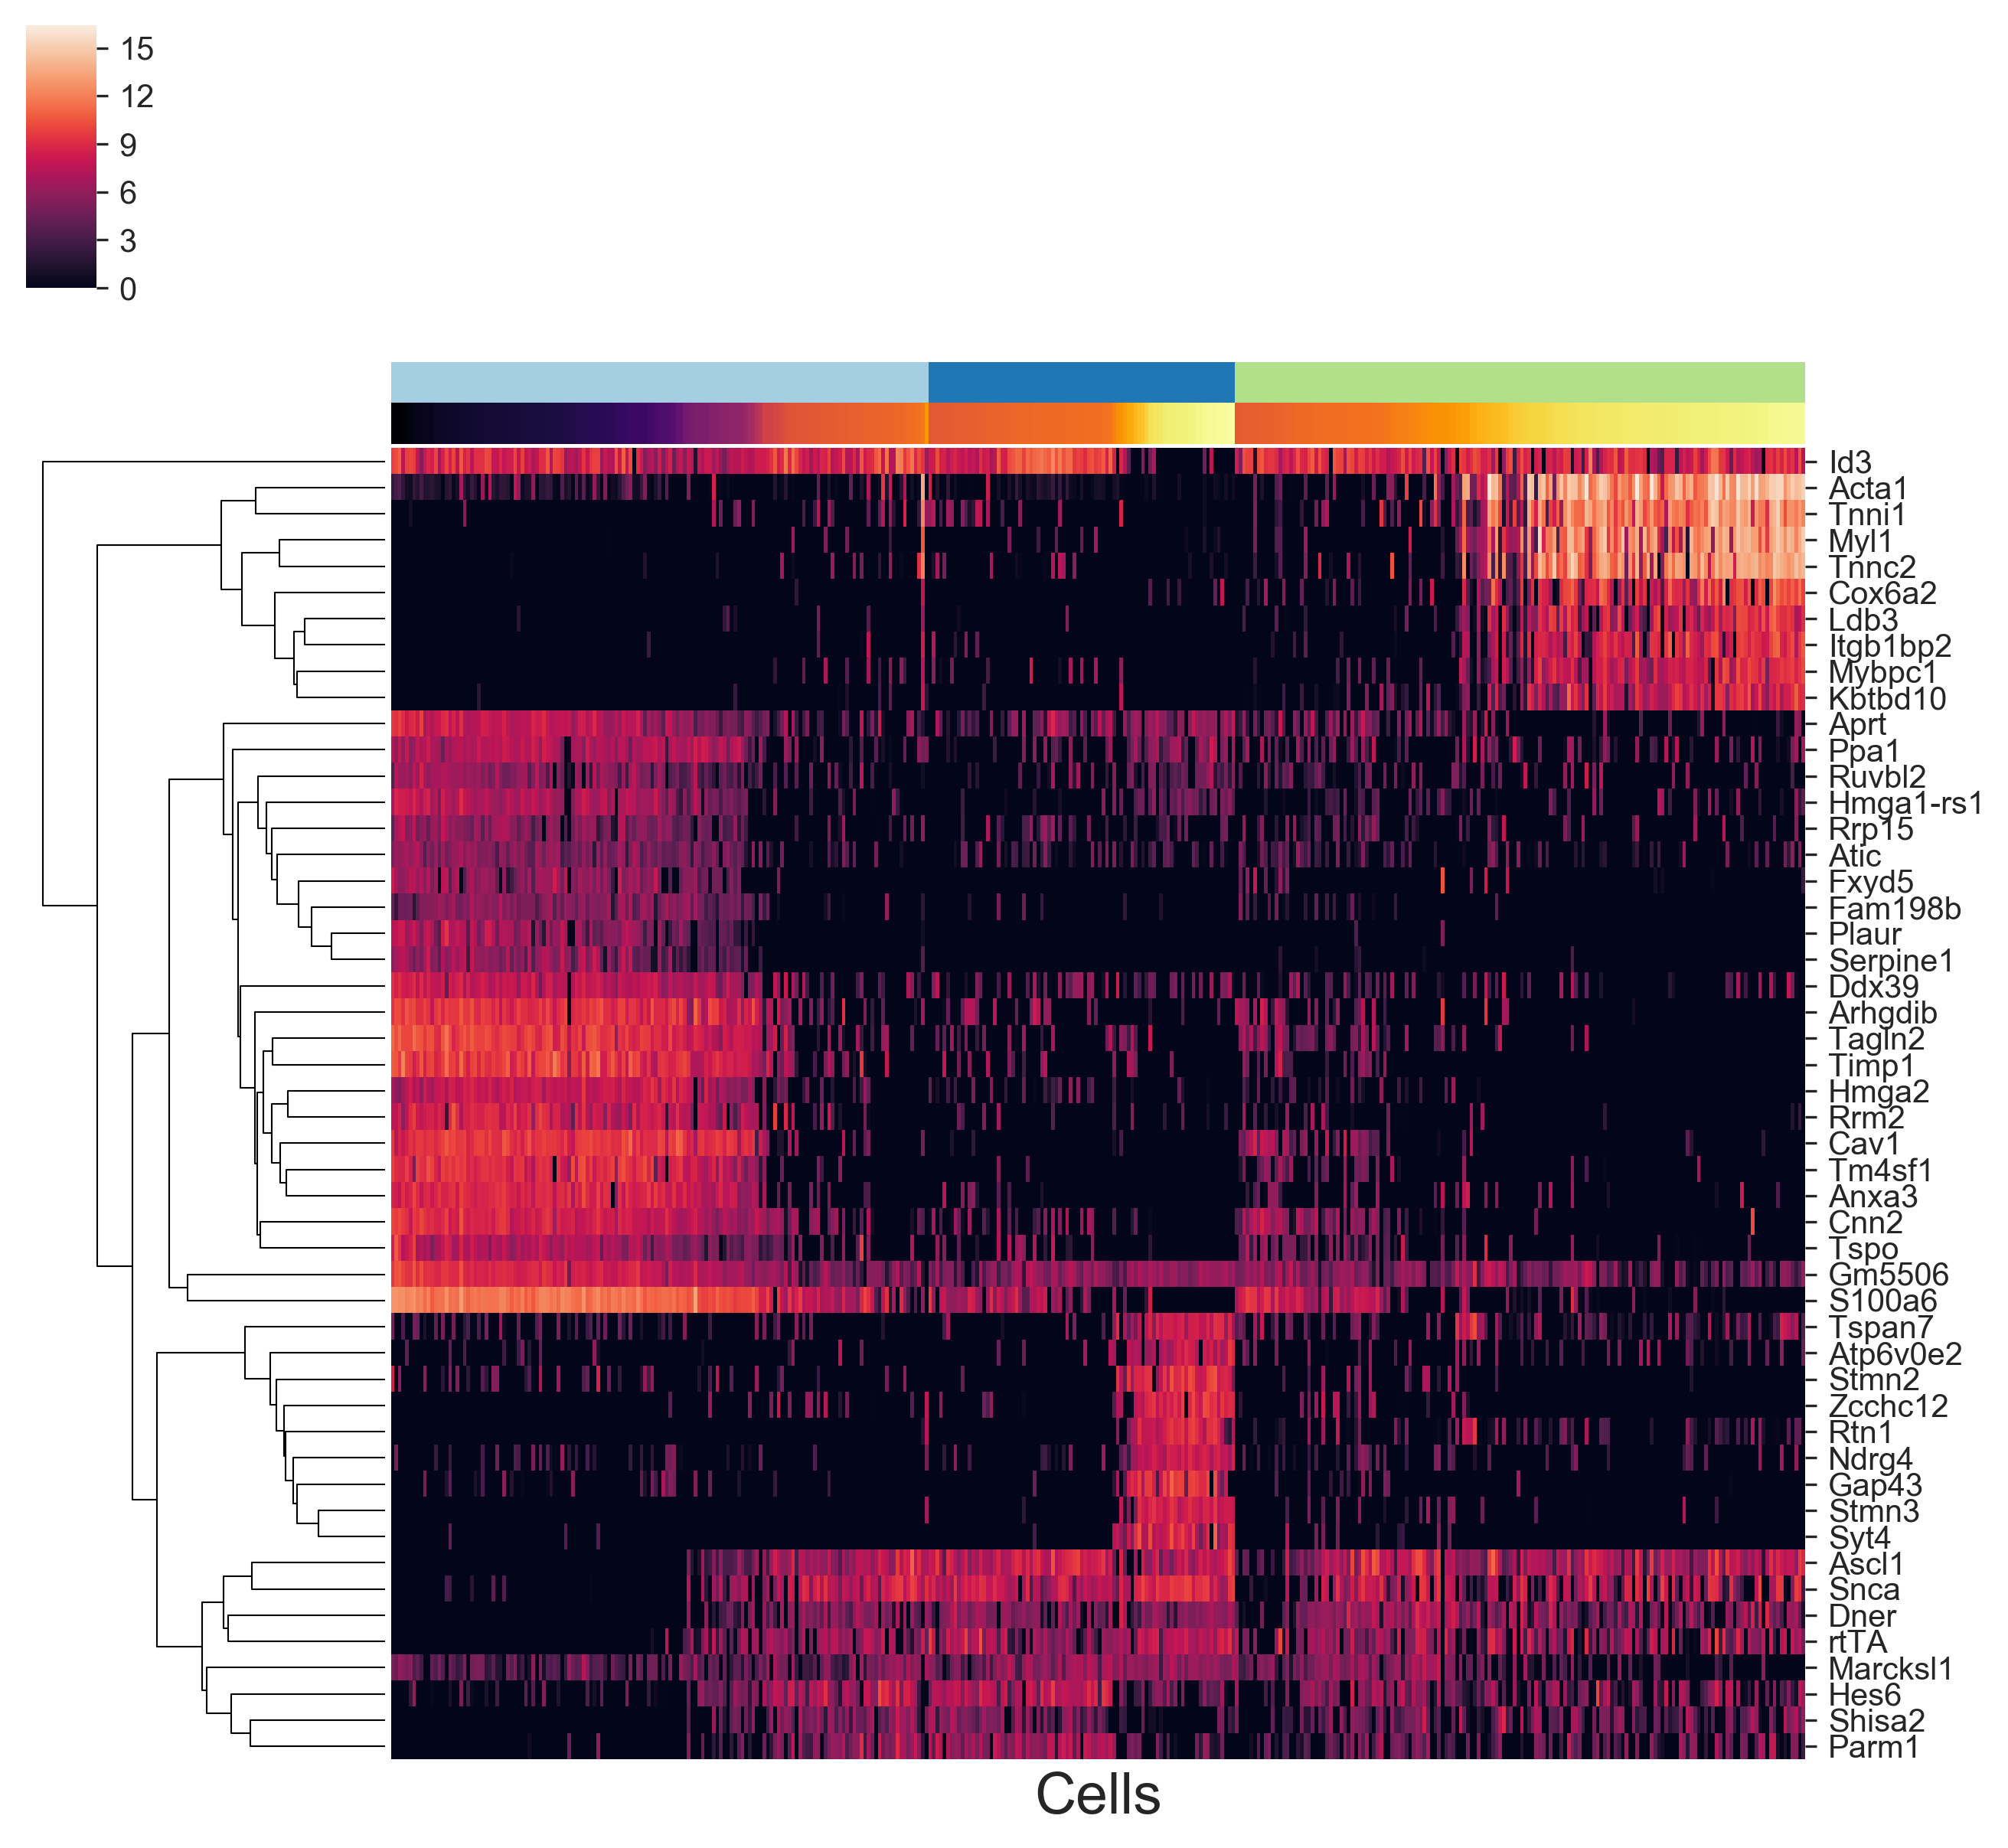 15
12
9
6
3
0
Id3
Acta1
Tnni1
Myl1
Tnnc2
Cox6a2
Ldb3
Itgb1bp2
Mybpc1
Kbtbd10
Aprt
Ppa1
Ruvbl2
Hmga1-rs1
Rrp15
Atic
Fxyd5
Fam198b
Plaur
Serpine1
Ddx39
Arhgdib
Tagln2
Timp1
Hmga2
Rrm2
Cav1
Tm4sf1
Anxa3
Cnn2
Tspo
Gm5506
S100a6
Tspan7
Atp6v0e2
Stmn2
Zcchc12
Rtn1
Ndrg4
Gap43
Stmn3
Syt4
Ascl1
Snca
Dner
rtTA
Marcksl1
Hes6
Shisa2
Parm1
Cells